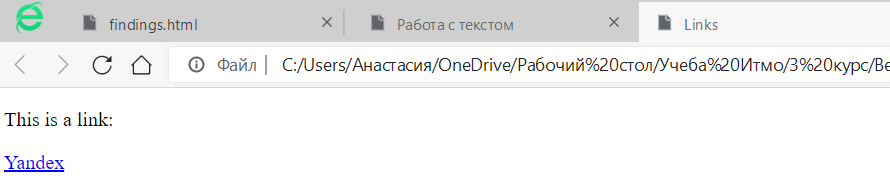 findings.html
Работа с текстом
Links
Файл
C:/Users/Анастасия/OneDrive/Рабочий%20стол/Учеба%20Итмо/3%20курс/Ве
This is a link:
Yandex